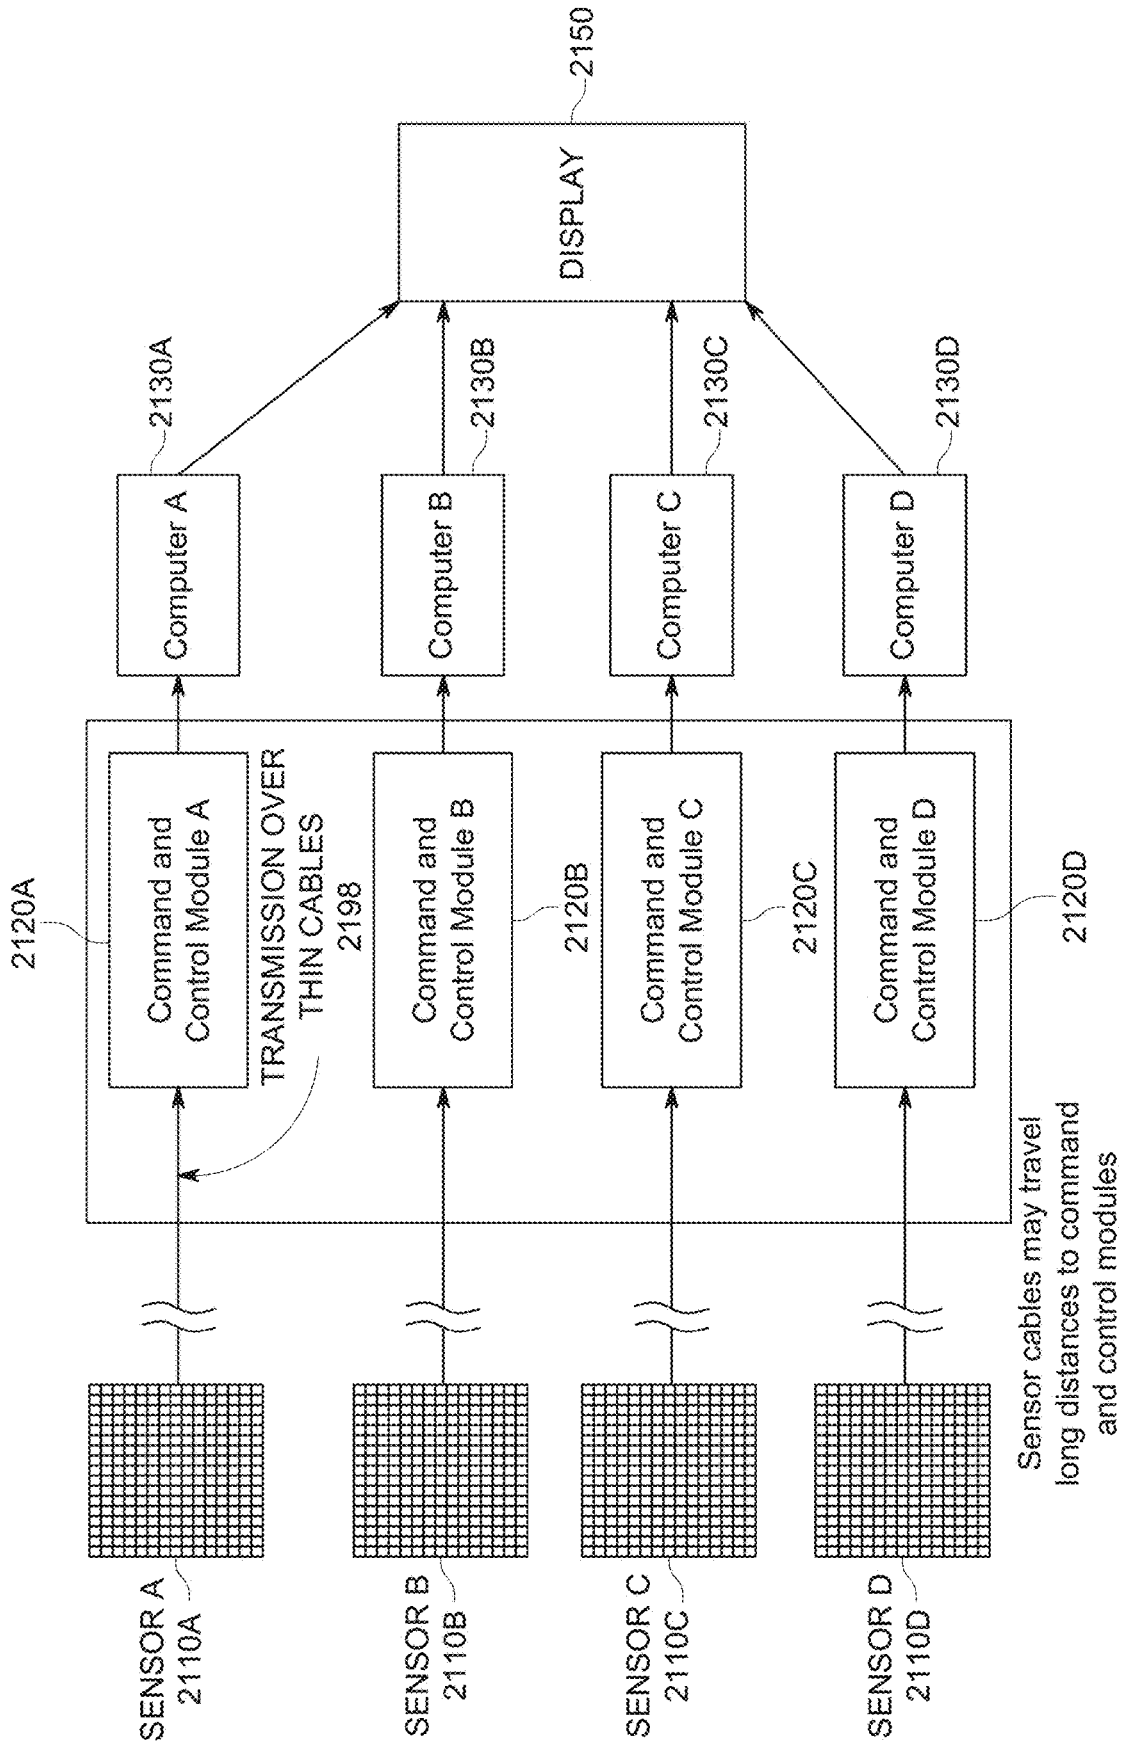 SENSOR A
2110A
2120A
Command and
Control Module A
Computer A
2130A
TRANSMISSION OVER
THIN CABLES
2198
SENSOR B
2110B
Command and
Control Module B
2120B
Computer B
2130B
DISPLAY
2150
SENSOR C
2110C
Command and
Control Module C
2120C
Computer C
2130C
SENSOR D
2110D
Command and
Control Module D
2120D
Computer D
2130D
Sensor cables may travel
long distances to command
and control modules